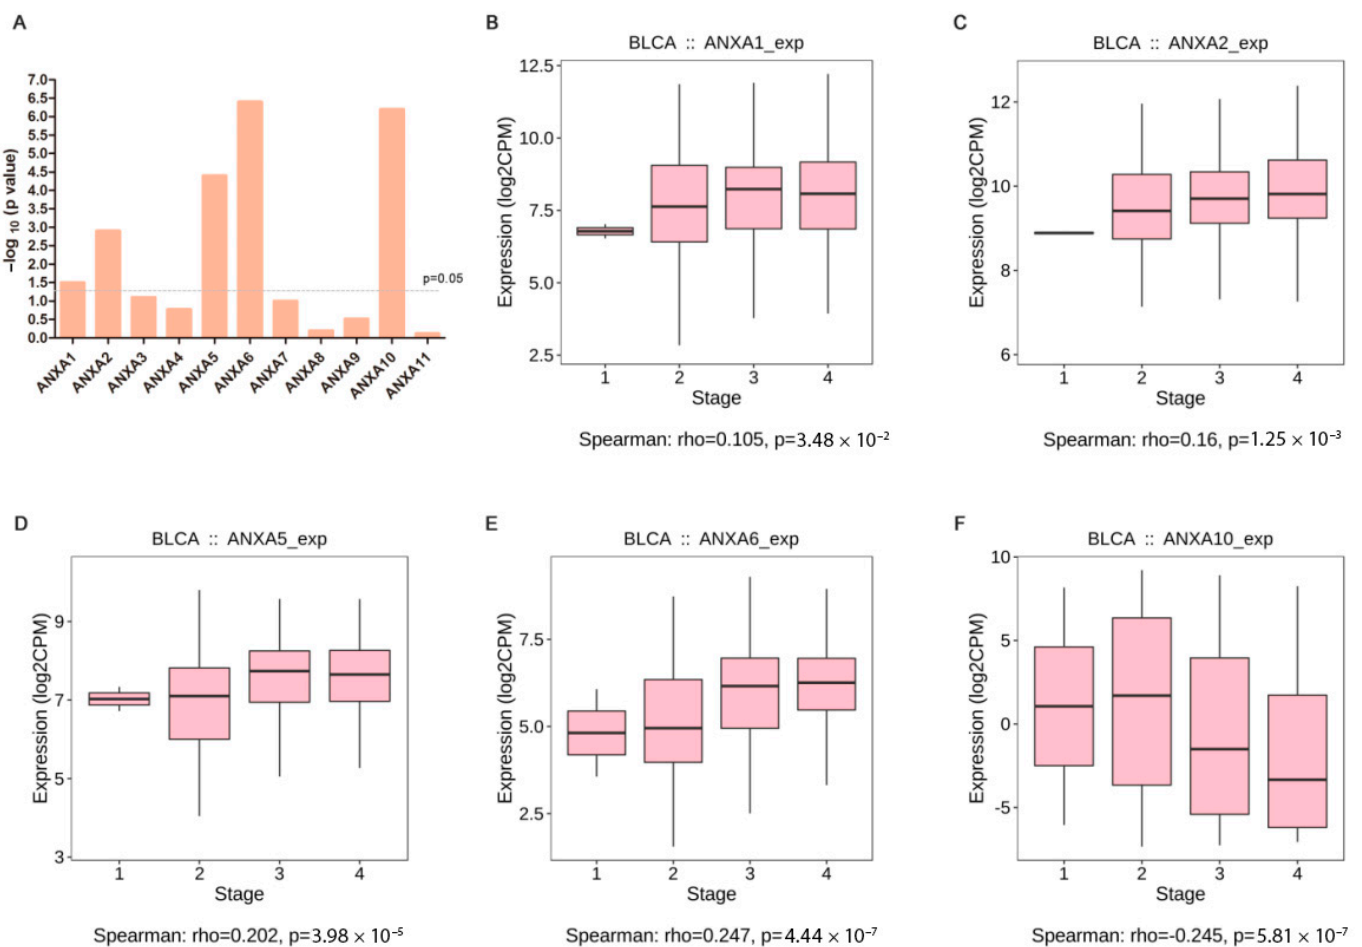 A
–log 10 (p value)
7.0
6.5
6.0
5.5
5.0
4.5
4.0
3.5
3.0
2.5
2.0
1.5
1.0
0.5
0.0
p=0.05
ANXA1
ANXA2
ANXA3
ANXA4
ANXA5
ANXA6
ANXA7
ANXA8
ANXA9
ANXA10
ANXA11
B
BLCA :: ANXA1_exp
Expression (log2CPM)
12.5
10.0
7.5
5.0
2.5
1 2 3 4
Stage
Spearman: rho=0.105, p=3.48 × 10⁻²
C
BLCA :: ANXA2_exp
Expression (log2CPM)
12
10
8
6
1 2 3 4
Stage
Spearman: rho=0.16, p=1.25 × 10⁻³
D
BLCA :: ANXA5_exp
Expression (log2CPM)
9
7
5
3
1 2 3 4
Stage
Spearman: rho=0.202, p=3.98 × 10⁻⁵
E
BLCA :: ANXA6_exp
Expression (log2CPM)
7.5
5.0
2.5
1 2 3 4
Stage
Spearman: rho=0.247, p=4.44 × 10⁻⁷
F
BLCA :: ANXA10_exp
Expression (log2CPM)
10
5
0
-5
1 2 3 4
Stage
Spearman: rho=-0.245, p=5.81 × 10⁻⁷